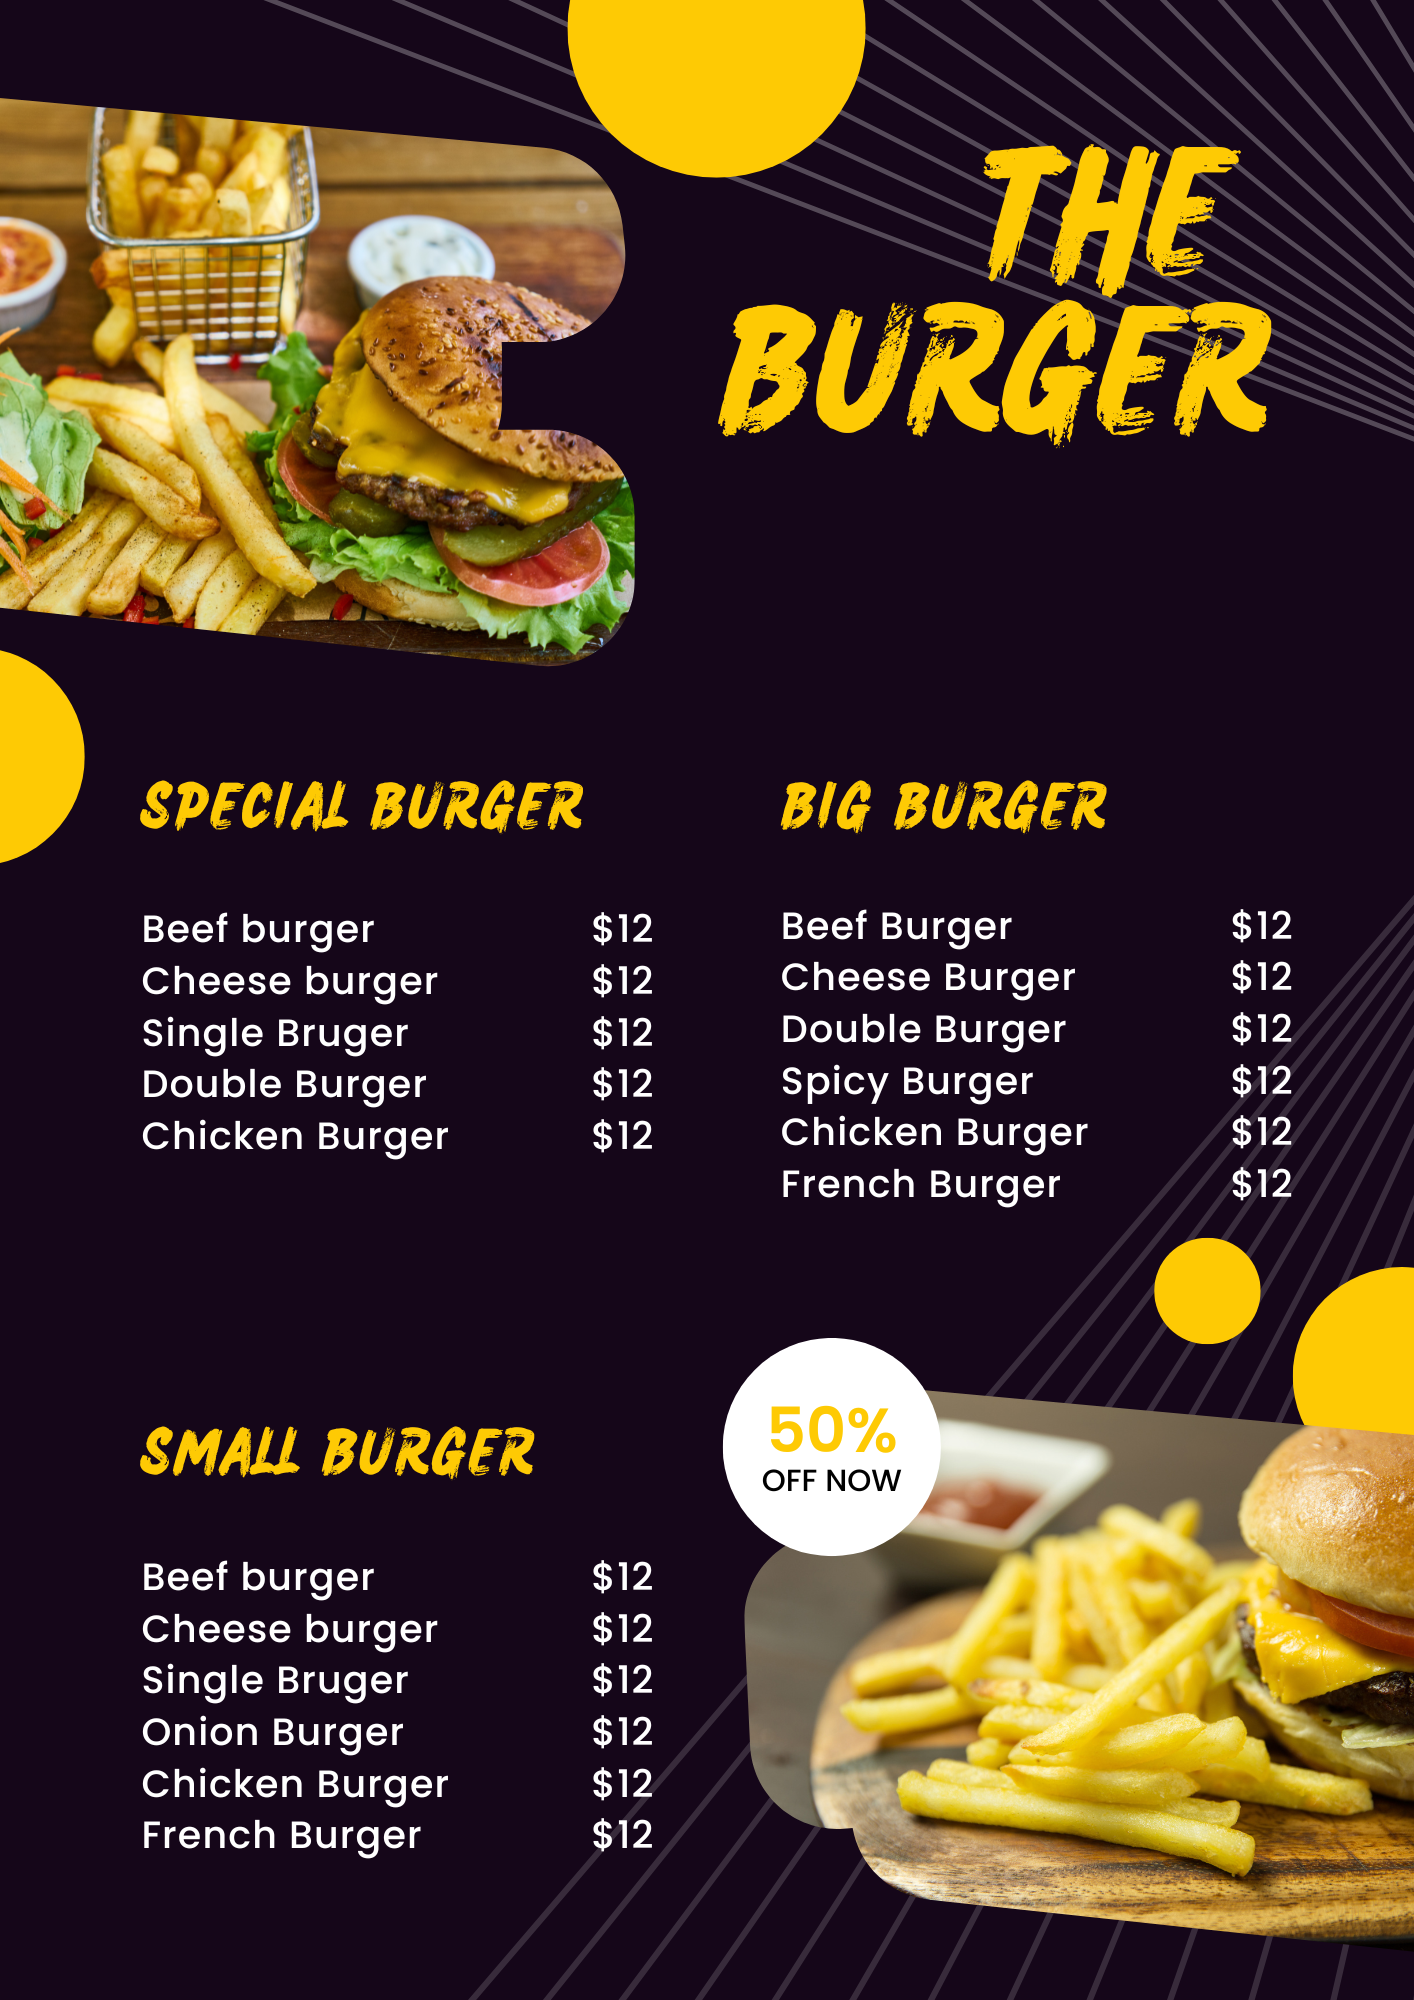 THE
BURGER
SPECIAL BURGER
Beef burger $12
Cheese burger $12
Single Bruger $12
Double Burger $12
Chicken Burger $12
BIG BURGER
Beef Burger $12
Cheese Burger $12
Double Burger $12
Spicy Burger $12
Chicken Burger $12
French Burger $12
SMALL BURGER
Beef burger $12
Cheese burger $12
Single Bruger $12
Onion Burger $12
Chicken Burger $12
French Burger $12
50%
OFF NOW